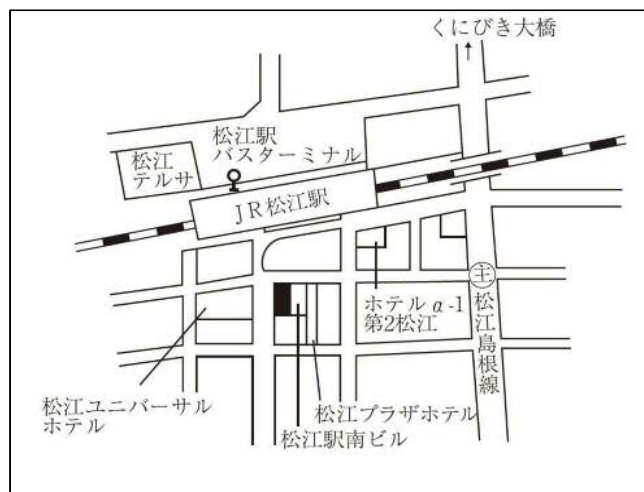 くにびき大橋
松江駅
バスターミナル
松江
テルサ
JR松江駅
主
松江島根線
ホテルα-1
第2松江
松江ユニバーサル
ホテル
松江プラザホテル
松江駅南ビル